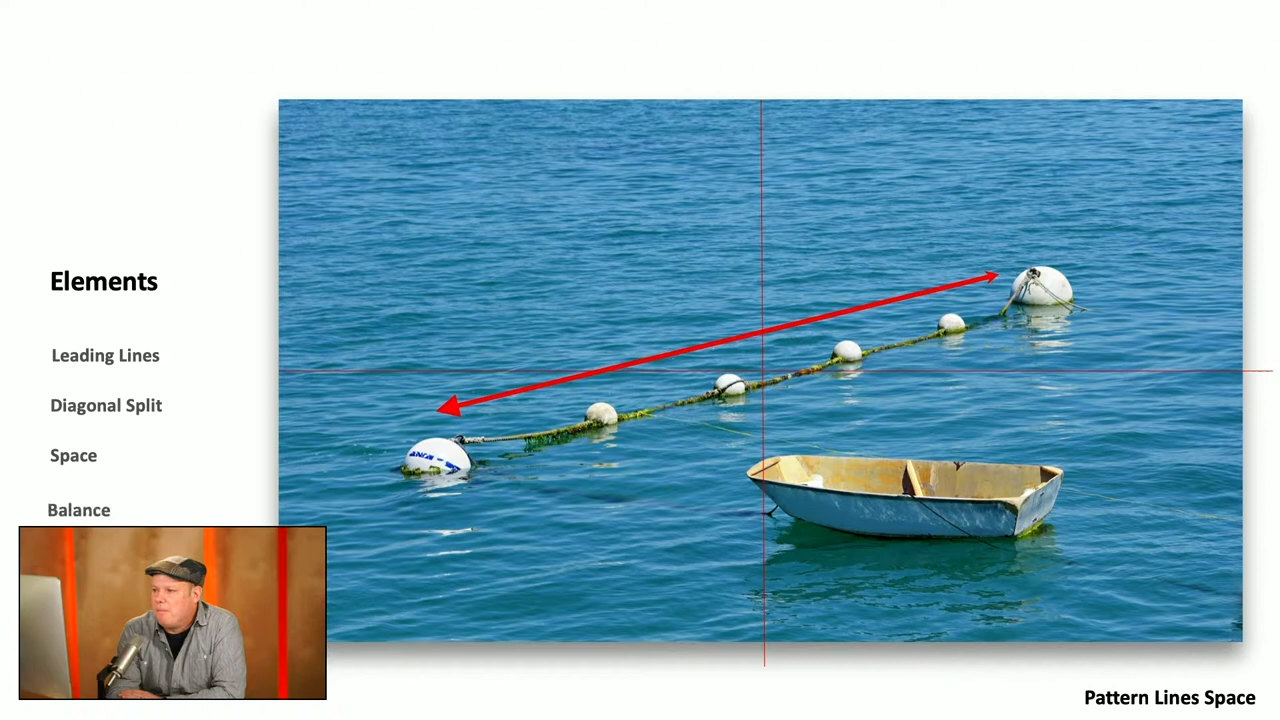 Elements
Leading Lines
Diagonal Split
Space
Balance
Pattern Lines Space